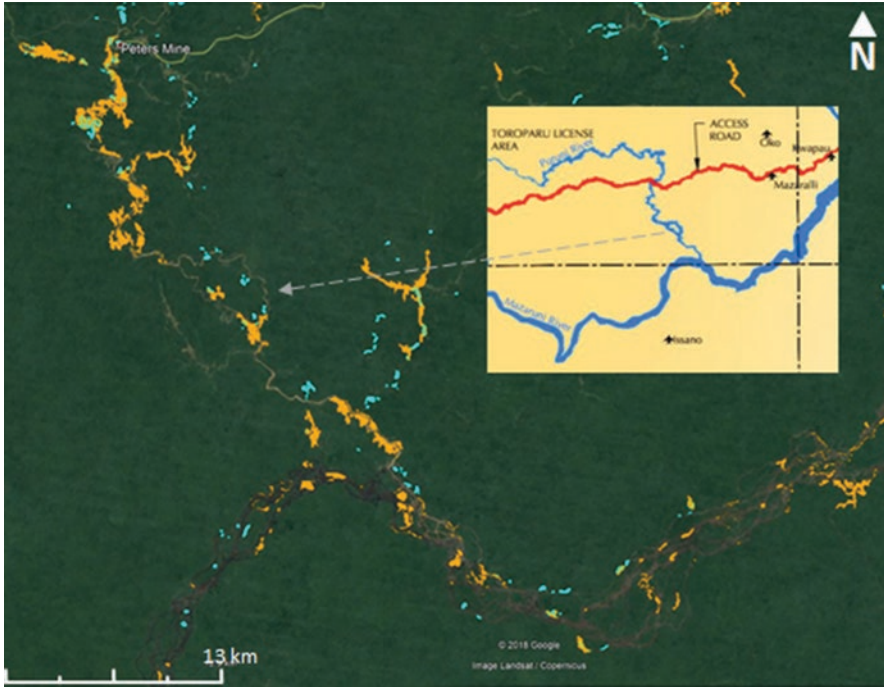 Peters Mine
N
TOROPARU LICENSE
AREA
Puruni River
ACCESS
ROAD
Oko
Kwapau
Mazaralli
Mazaruni River
Issano
© 2018 Google
Image Landsat / Copernicus
13 km